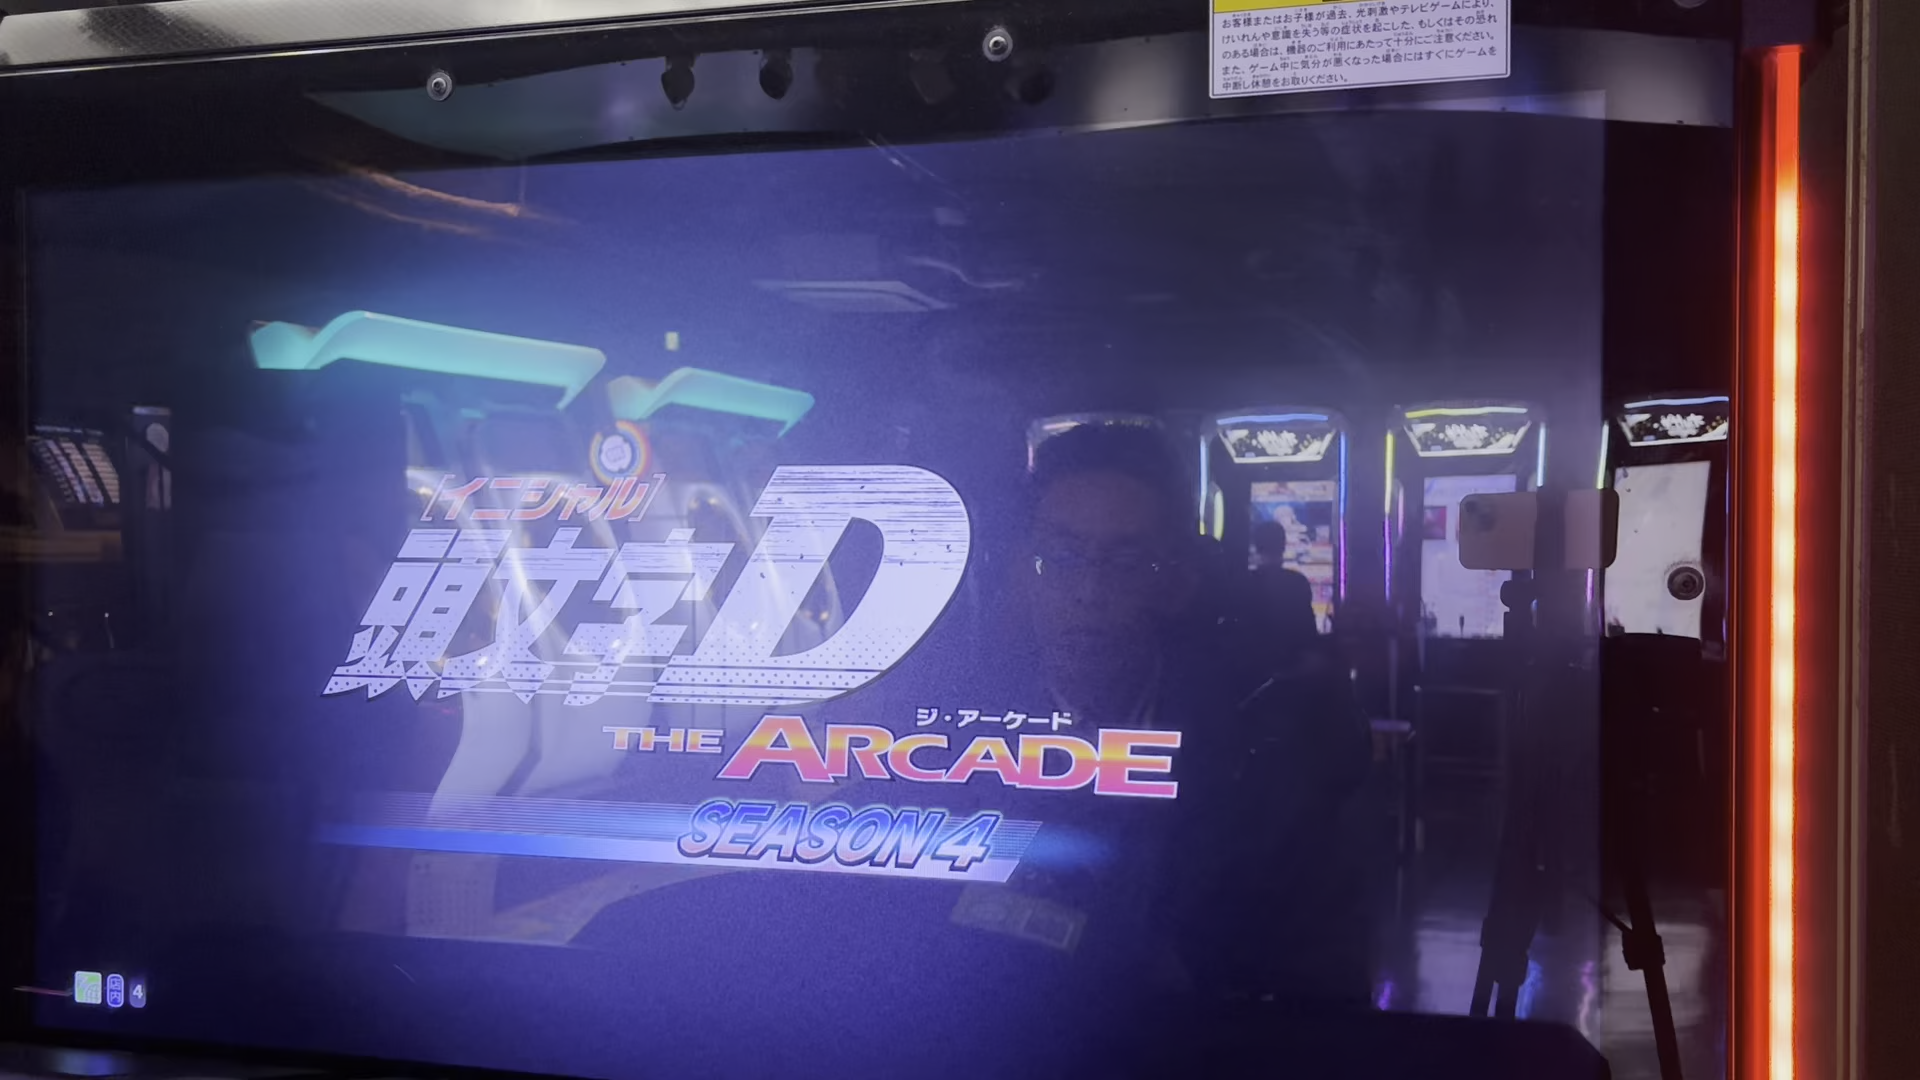 お客様またはお子様が過去、光刺激やテレビゲームにより、
けいれんや意識を失う等の症状を起こした、もしくはその恐れ
のある場合は、機器のご利用にあたって十分にご注意ください。
また、ゲーム中に気分が悪くなった場合にはすぐにゲームを
中断し休憩をお取りください。
[イニシャル]
頭文字D
ジ・アーケード
THE ARCADE
SEASON 4
店内 4